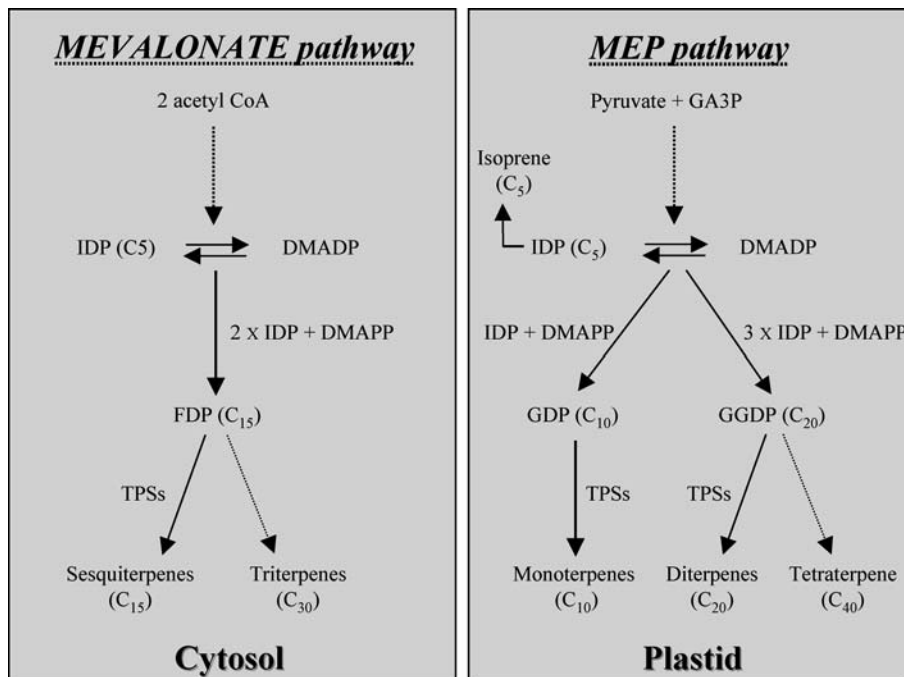 MEVALONATE pathway
2 acetyl CoA
IDP (C5)
DMADP
2 x IDP + DMAPP
FDP (C15)
TPSs
Sesquiterpenes
(C15)
Triterpenes
(C30)
Cytosol
MEP pathway
Pyruvate + GA3P
Isoprene
(C5)
IDP (C5)
DMADP
IDP + DMAPP
3 x IDP + DMAPP
GDP (C10)
GGDP (C20)
TPSs
TPSs
Monoterpenes
(C10)
Diterpenes
(C20)
Tetraterpene
(C40)
Plastid